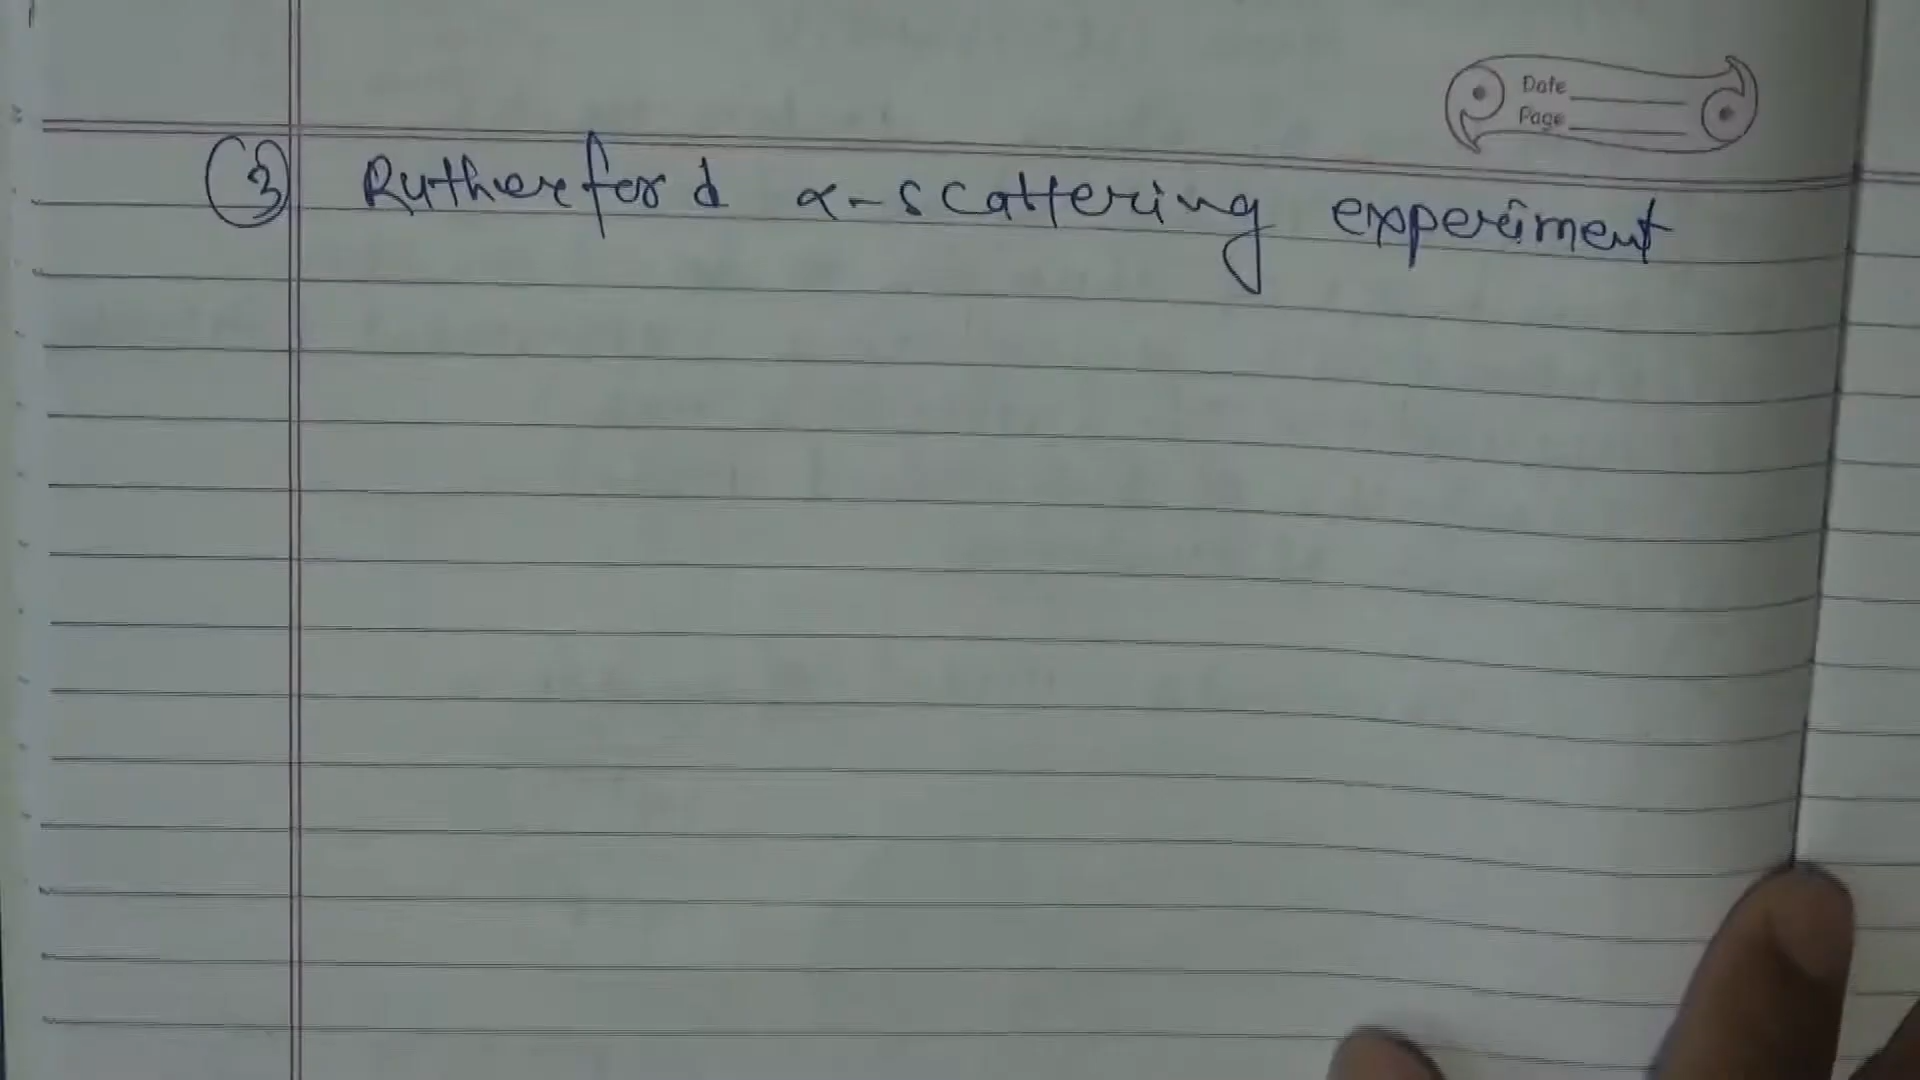 Date
Page
③ Rutherford α-scattering experiment